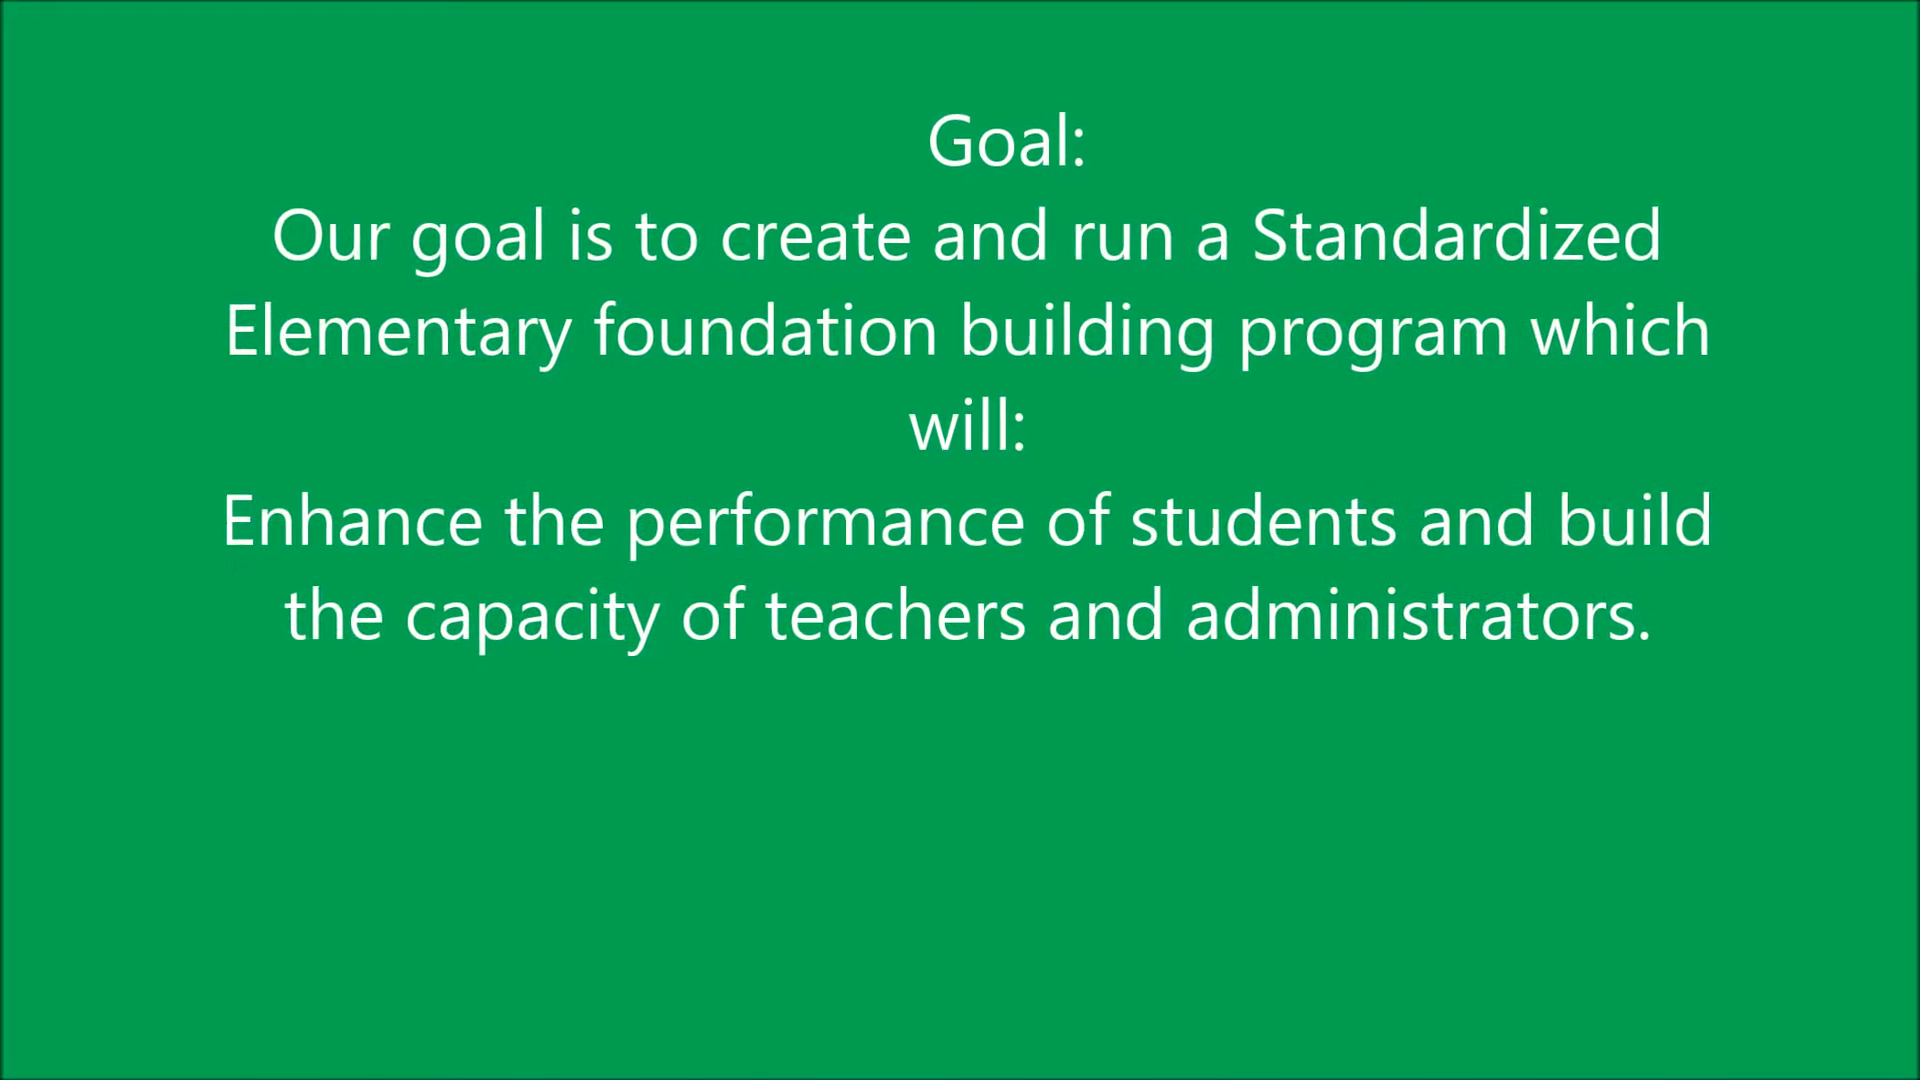 Goal:
Our goal is to create and run a Standardized
Elementary foundation building program which
will:
Enhance the performance of students and build
the capacity of teachers and administrators.